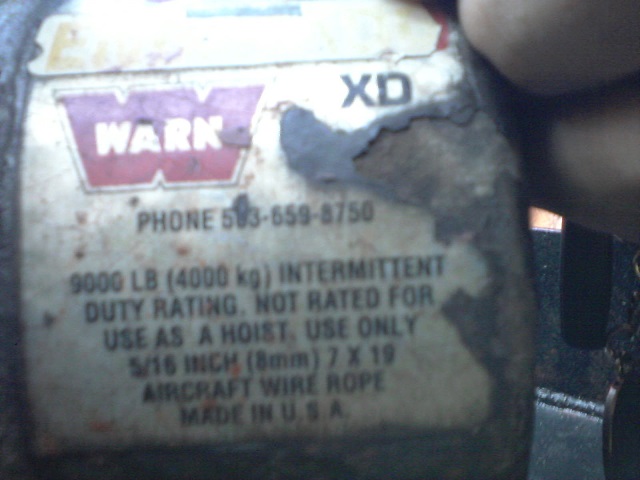 WARN
XD
PHONE 503-659-8750
9000 LB (4000 kg) INTERMITTENT
DUTY RATING. NOT RATED FOR
USE AS A HOIST. USE ONLY
5/16 INCH (8mm) 7 X 19
AIRCRAFT WIRE ROPE
MADE IN U.S.A.